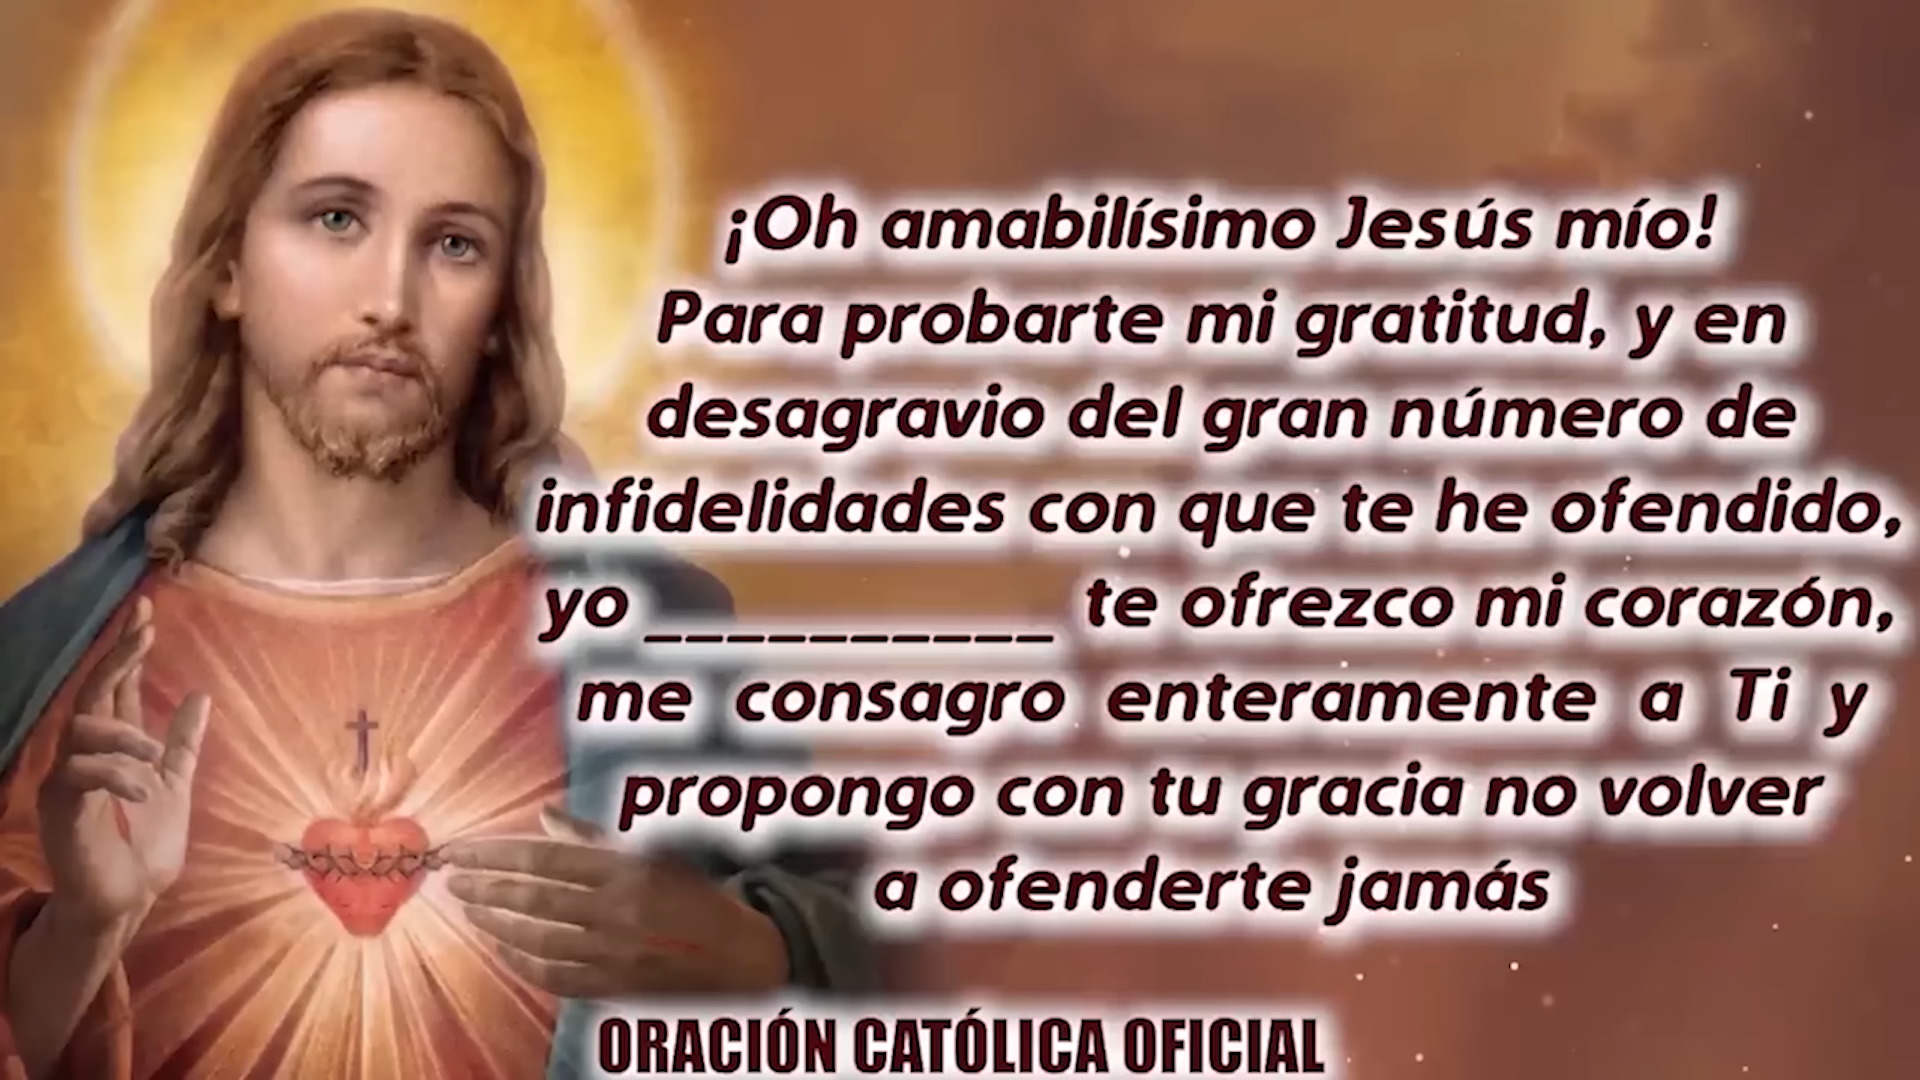 ¡Oh amabilísimo Jesús mío!
Para probarte mi gratitud, y en
desagravio del gran número de
infidelidades con que te he ofendido,
yo __________ te ofrezco mi corazón,
me consagro enteramente a Ti y
propongo con tu gracia no volver
a ofenderte jamás
ORACIÓN CATÓLICA OFICIAL